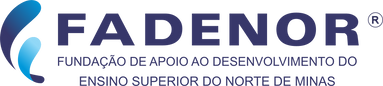 FADENOR®
FUNDAÇÃO DE APOIO AO DESENVOLVIMENTO DO
ENSINO SUPERIOR DO NORTE DE MINAS